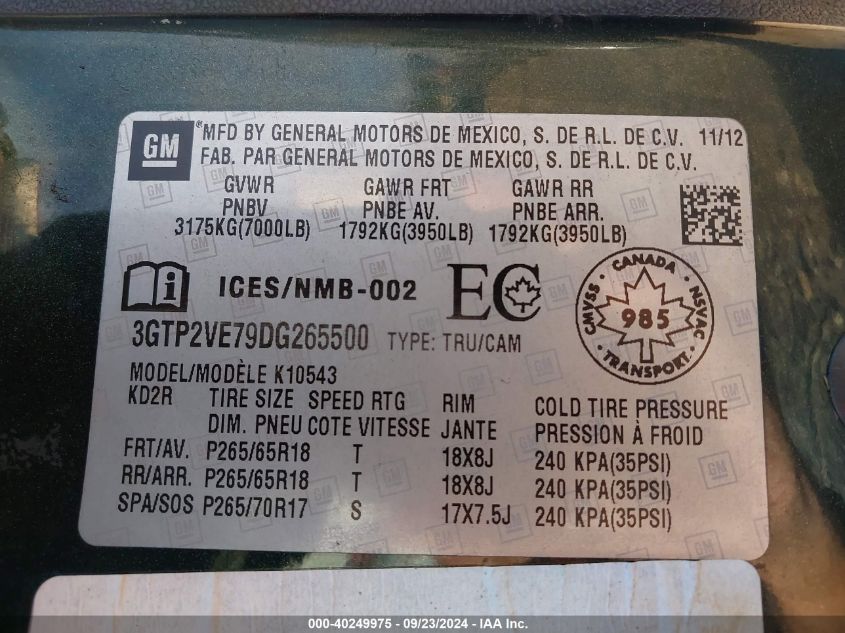 GM
®
MFD BY GENERAL MOTORS DE MEXICO, S. DE R.L. DE C.V. 11/12
FAB. PAR GENERAL MOTORS DE MEXICO, S. DE R.L. DE C.V.
GVWR GAWR FRT GAWR RR
PNBV PNBE AV. PNBE ARR.
3175KG(7000LB) 1792KG(3950LB) 1792KG(3950LB)
i ICES/NMB-002 EC
CANADA
CMVSS 985 NSVAC
TRANSPORT
3GTP2VE79DG265500 TYPE: TRU/CAM
MODEL/MODÈLE K10543
KD2R TIRE SIZE SPEED RTG RIM COLD TIRE PRESSURE
DIM. PNEU COTE VITESSE JANTE PRESSION À FROID
FRT/AV. P265/65R18 T 18X8J 240 KPA(35PSI)
RR/ARR. P265/65R18 T 18X8J 240 KPA(35PSI)
SPA/SOS P265/70R17 S 17X7.5J 240 KPA(35PSI)
000-40249975 - 09/23/2024 - IAA Inc.